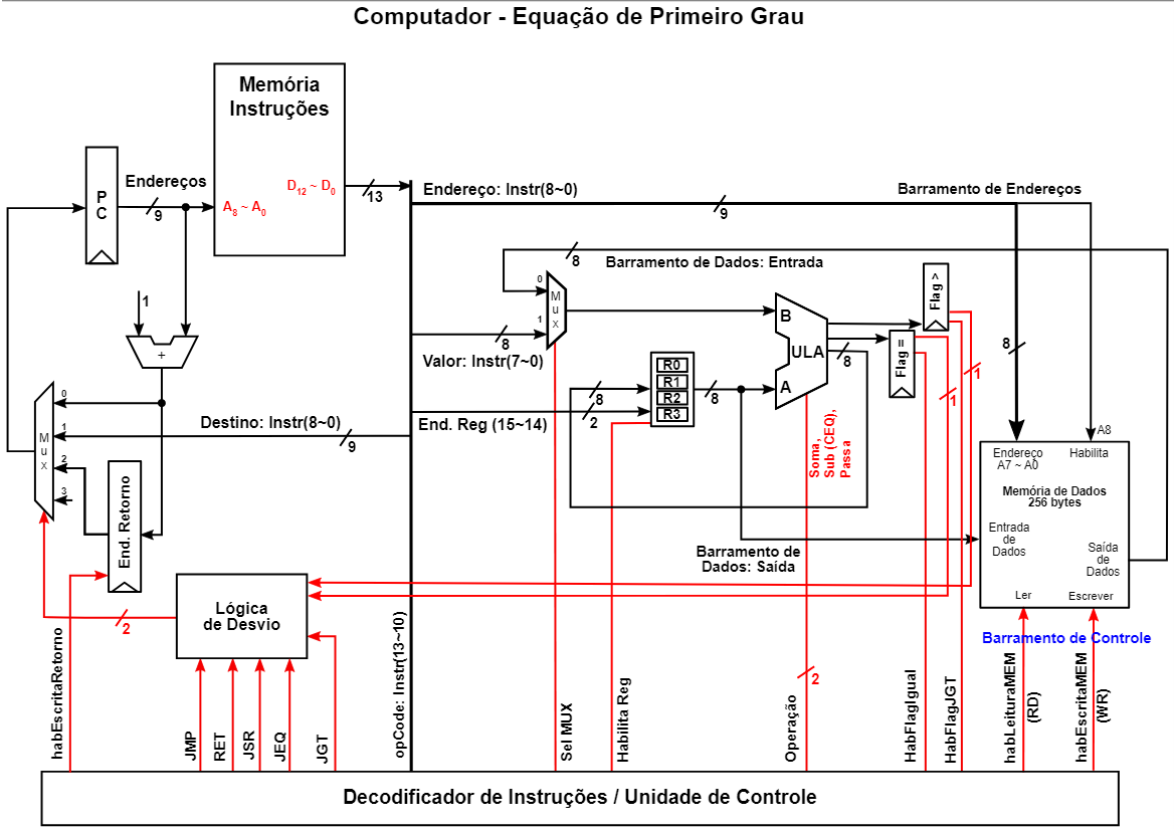 Computador - Equação de Primeiro Grau
Memória
Instruções
Endereços
P
C
9
A8 ~ A0
D12 ~ D0
13
Endereço: Instr(8~0)
9
Barramento de Endereços
8
Barramento de Dados: Entrada
0
Mux
1
8
Valor: Instr(7~0)
1
+
B
ULA
A
8
Flag >
Flag =
8
1
1
R0
R1
R2
R3
8
8
2
End. Reg (15~14)
Destino: Instr(8~0)
9
0
Mux
1
2
3
End. Retorno
Soma,
Sub (CEQ),
Passa
A8
Endereço
A7 ~ A0
Habilita
Memória de Dados
256 bytes
Entrada
de
Dados
Saída
de
Dados
Ler
Escrever
Barramento de
Dados: Saída
Barramento de Controle
Lógica
de Desvio
2
2
habEscritaRetorno
JMP
RET
JSR
JEQ
JGT
opCode: Instr(13~10)
Sel MUX
Habilita Reg
Operação
HabFlagIgual
HabFlagJGT
habLeituraMEM
(RD)
habEscritaMEM
(WR)
Decodificador de Instruções / Unidade de Controle